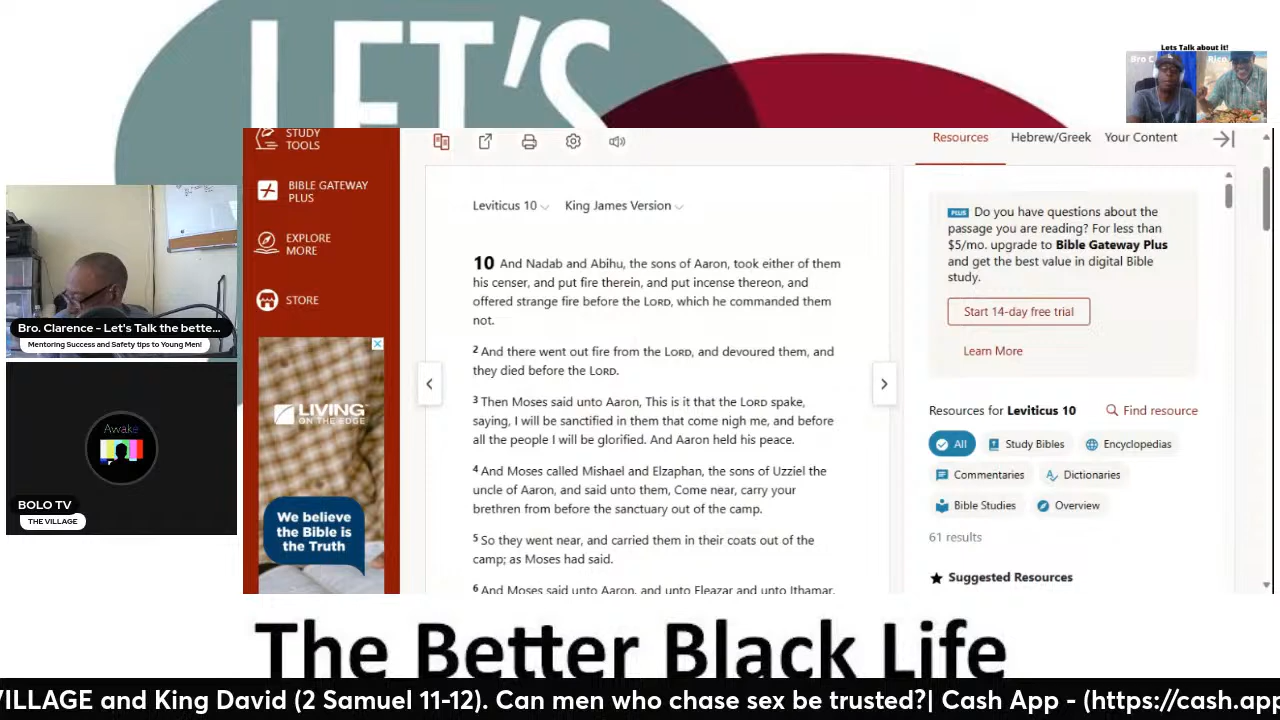 LET'S
Lets Talk about it!
Bro C
Rico
STUDY
TOOLS
BIBLE GATEWAY
PLUS
EXPLORE
MORE
STORE
LIVING
ON THE EDGE
We believe
the Bible is
the Truth
Resources
Hebrew/Greek
Your Content
Leviticus 10
King James Version
10 And Nadab and Abihu, the sons of Aaron, took either of them
his censer, and put fire therein, and put incense thereon, and
offered strange fire before the LORD, which he commanded them
not.
2 And there went out fire from the LORD, and devoured them, and
they died before the LORD.
3 Then Moses said unto Aaron, This is it that the LORD spake,
saying, I will be sanctified in them that come nigh me, and before
all the people I will be glorified. And Aaron held his peace.
4 And Moses called Mishael and Elzaphan, the sons of Uzziel the
uncle of Aaron, and said unto them, Come near, carry your
brethren from before the sanctuary out of the camp.
5 So they went near, and carried them in their coats out of the
camp; as Moses had said.
6 And Moses said unto Aaron, and unto Eleazar and unto Ithamar,
PLUS Do you have questions about the
passage you are reading? For less than
$5/mo. upgrade to Bible Gateway Plus
and get the best value in digital Bible
study.
Start 14-day free trial
Learn More
Resources for Leviticus 10
Find resource
All
Study Bibles
Encyclopedias
Commentaries
Dictionaries
Bible Studies
Overview
61 results
Suggested Resources
Bro. Clarence - Let's Talk the bette...
Mentoring Success and Safety tips to Young Men!
Awake
BOLO TV
THE VILLAGE
The Better Black Life
VILLAGE and King David (2 Samuel 11-12). Can men who chase sex be trusted?| Cash App - (https://cash.app